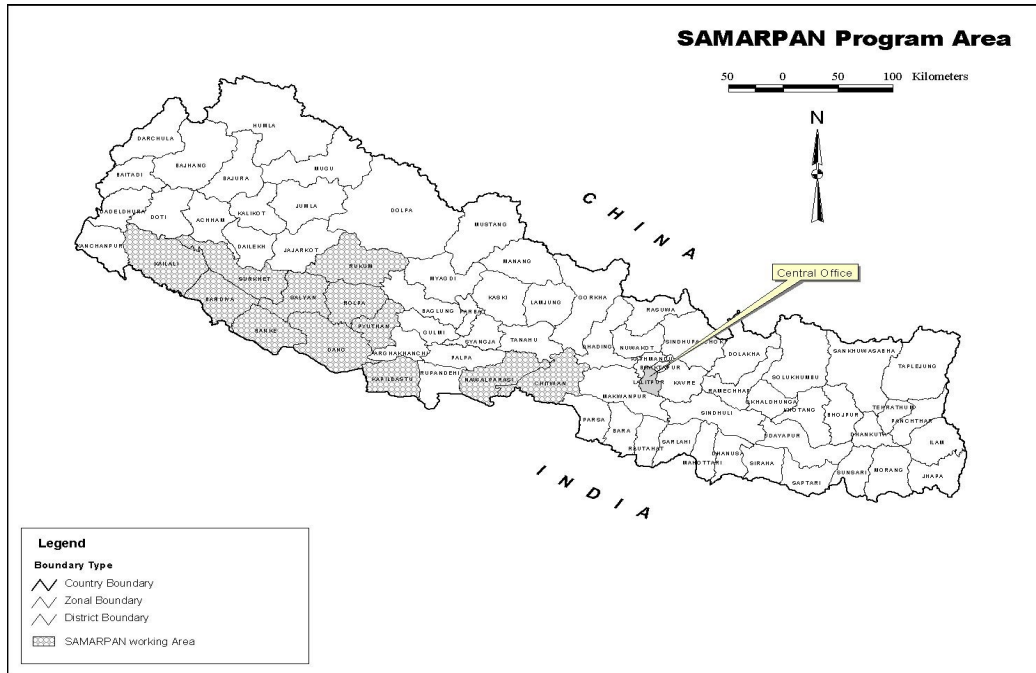 SAMARPAN Program Area
50 0 50 100 Kilometers
N
CHINA
INDIA
Central Office
HUMLA
DARCHULA
BAJHANG
BAITADI
BAJURA
MUGU
DADELDHURA
DOTI
ACHHAM
KALIKOT
JUMLA
DOLPA
MUSTANG
KANCHANPUR
DAILEKH
JAJARKOT
KAILALI
SURKHET
RUKUM
MANANG
MYAGDI
BARDIYA
SALYAN
ROLPA
KASKI
LAMJUNG
GORKHA
BAGLUNG
PARBAT
RASUWA
BANKE
PYUTHAN
GULMI
SYANGJA
TANAHU
DHADING
NUWAKOT
SINDHUPALCHOK
DANG
ARGHAKHANCHI
PALPA
KATHMANDU
BHAKTAPUR
DOLAKHA
SANKHUWASABHA
TAPLEJUNG
KAPILBASTU
RUPANDEHI
NAWALPARASI
CHITWAN
LALITPUR
KAVRE
RAMECHHAP
SOLUKHUMBU
MAKWANPUR
OKHALDHUNGA
KHOTANG
BHOJPUR
TEHRATHUM
PANCHTHAR
PARSA
BARA
SINDHULI
UDAYAPUR
DHANKUTA
ILAM
RAUTAHAT
SARLAHI
MAHOTTARI
DHANUSA
SIRAHA
SAPTARI
SUNSARI
MORANG
JHAPA
Legend
Boundary Type
Country Boundary
Zonal Boundary
District Boundary
SAMARPAN working Area